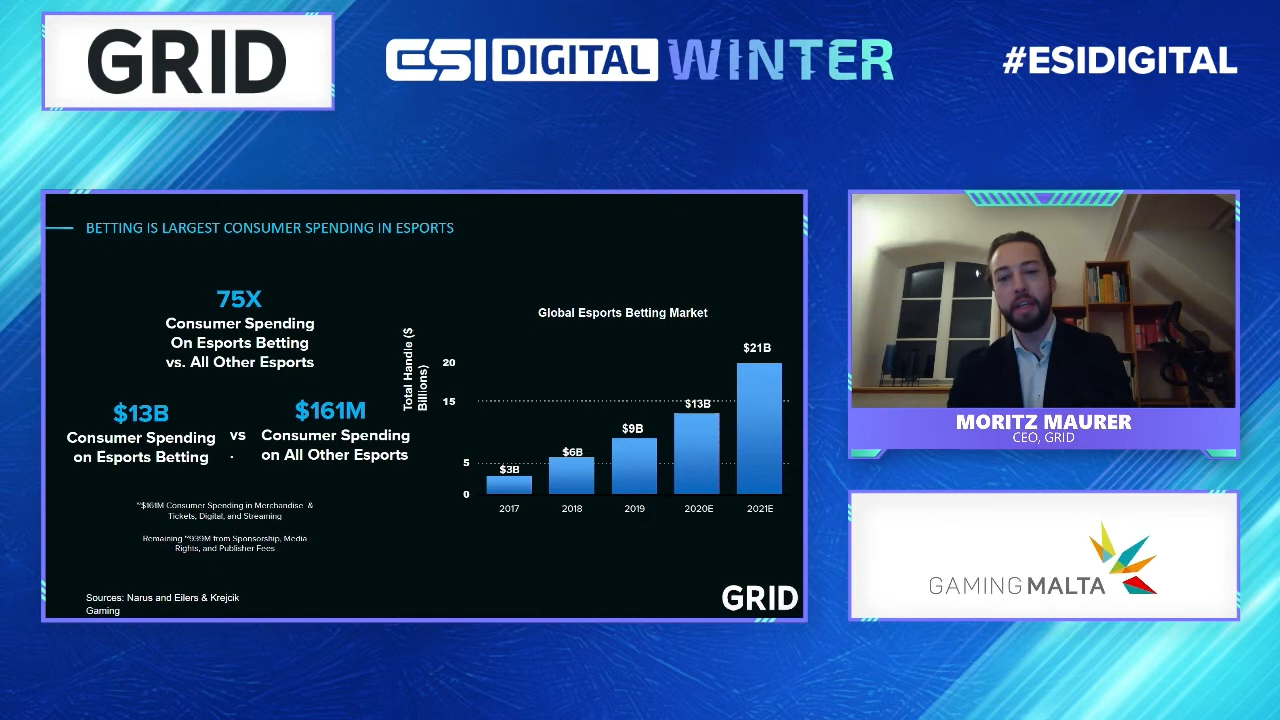 GRID
ESI DIGITAL WINTER
#ESIDIGITAL
BETTING IS LARGEST CONSUMER SPENDING IN ESPORTS
75X
Consumer Spending
On Esports Betting
vs. All Other Esports
$13B
Consumer Spending
on Esports Betting
vs
.
$161M
Consumer Spending
on All Other Esports
~$161M Consumer Spending in Merchandise &
Tickets, Digital, and Streaming
Remaining ~939M from Sponsorship, Media
Rights, and Publisher Fees
Sources: Narus and Eilers & Krejcik
Gaming
Global Esports Betting Market
Total Handle ($
Billions)
20
15
5
0
$3B
$6B
$9B
$13B
$21B
2017
2018
2019
2020E
2021E
GRID
MORITZ MAURER
CEO, GRID
GAMINGMALTA